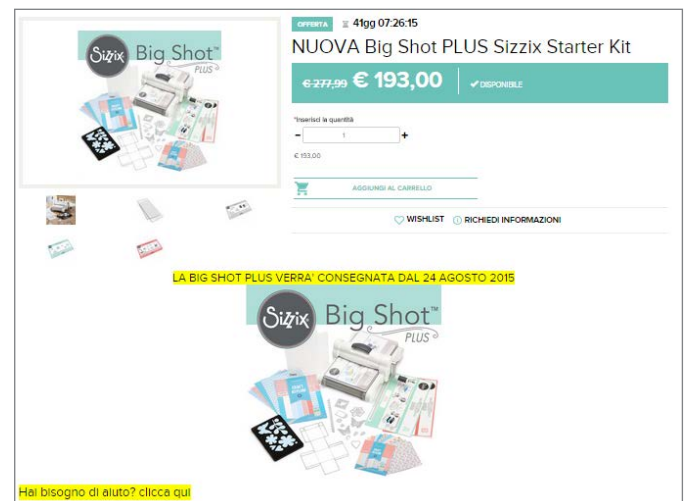 OFFERTA 41gg 07:26:15
NUOVA Big Shot PLUS Sizzix Starter Kit
€ 277,99 € 193,00 DISPONIBILE
*Inserisci la quantità
- 1 +
€ 193,00
AGGIUNGI AL CARRELLO
WISHLIST RICHIEDI INFORMAZIONI
Sizzix Big Shot™
PLUS
LA BIG SHOT PLUS VERRA' CONSEGNATA DAL 24 AGOSTO 2015
Sizzix Big Shot™
PLUS
Hai bisogno di aiuto? clicca qui